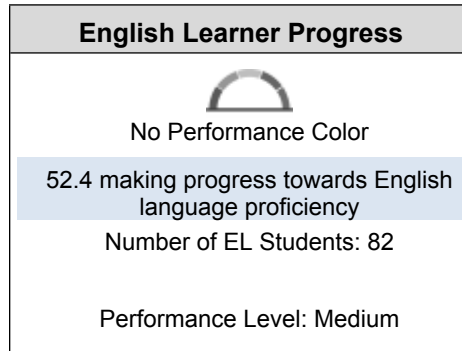 English Learner Progress
No Performance Color
52.4 making progress towards English
language proficiency
Number of EL Students: 82
Performance Level: Medium